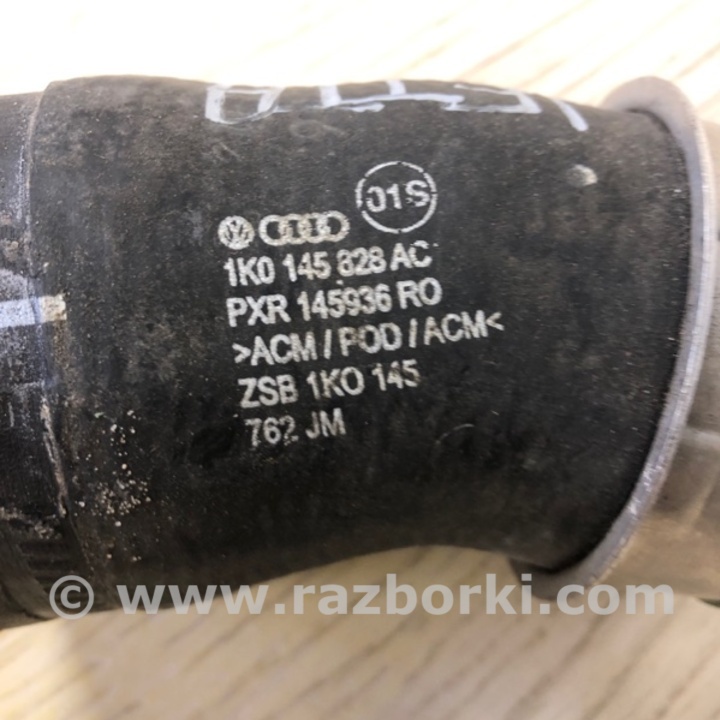 01S
1K0 145 828 AC
PXR 145936 RO
>ACM/POD/ACM<
ZSB 1KO 145
762 JM
© www.razborki.com